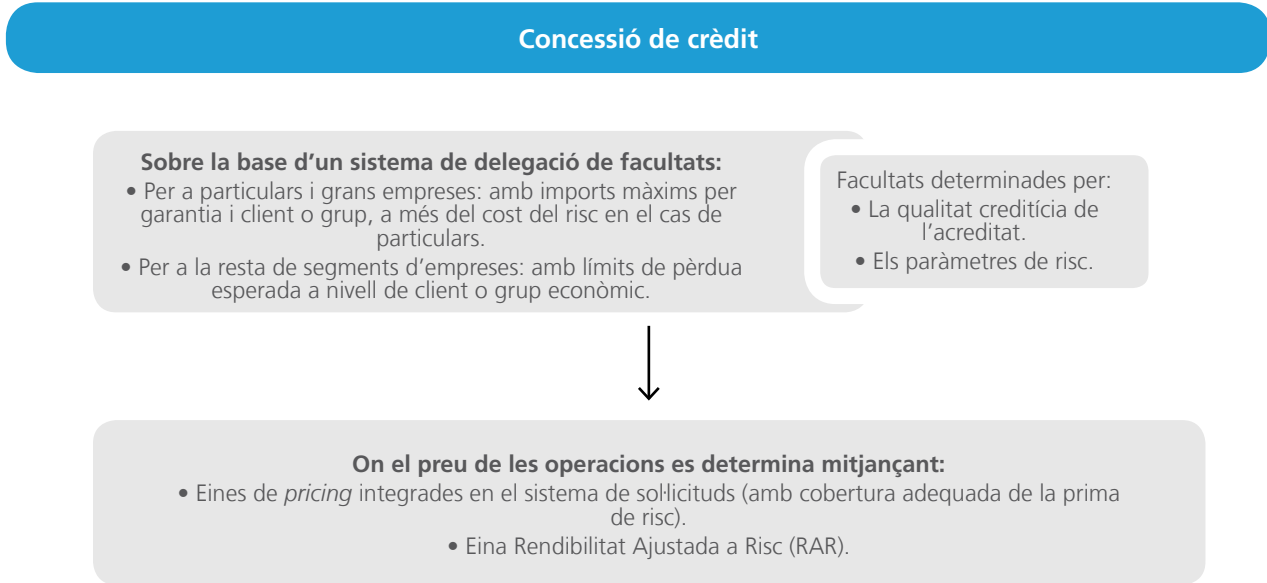 Concessió de crèdit
Sobre la base d’un sistema de delegació de facultats:
• Per a particulars i grans empreses: amb imports màxims per
garantia i client o grup, a més del cost del risc en el cas de
particulars.
• Per a la resta de segments d’empreses: amb límits de pèrdua
esperada a nivell de client o grup econòmic.
Facultats determinades per:
• La qualitat creditícia de
l’acreditat.
• Els paràmetres de risc.
On el preu de les operacions es determina mitjançant:
• Eines de pricing integrades en el sistema de sol·licituds (amb cobertura adequada de la prima
de risc).
• Eina Rendibilitat Ajustada a Risc (RAR).